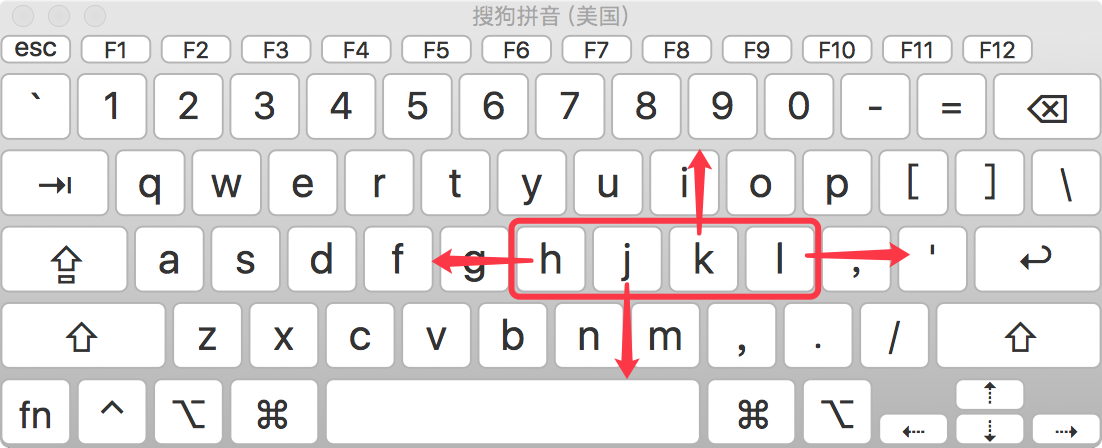 搜狗拼音 (美国)
esc F1 F2 F3 F4 F5 F6 F7 F8 F9 F10 F11 F12
` 1 2 3 4 5 6 7 8 9 0 - = ⌫
⇥ q w e r t y u i o p [ ] \
⇪ a s d f g h j k l ; ' ↩
⇧ z x c v b n m , . / ⇧
fn ^ ⌥ ⌘ ⌘ ⌥ ⇠ ⇡ ⇣ ⇢